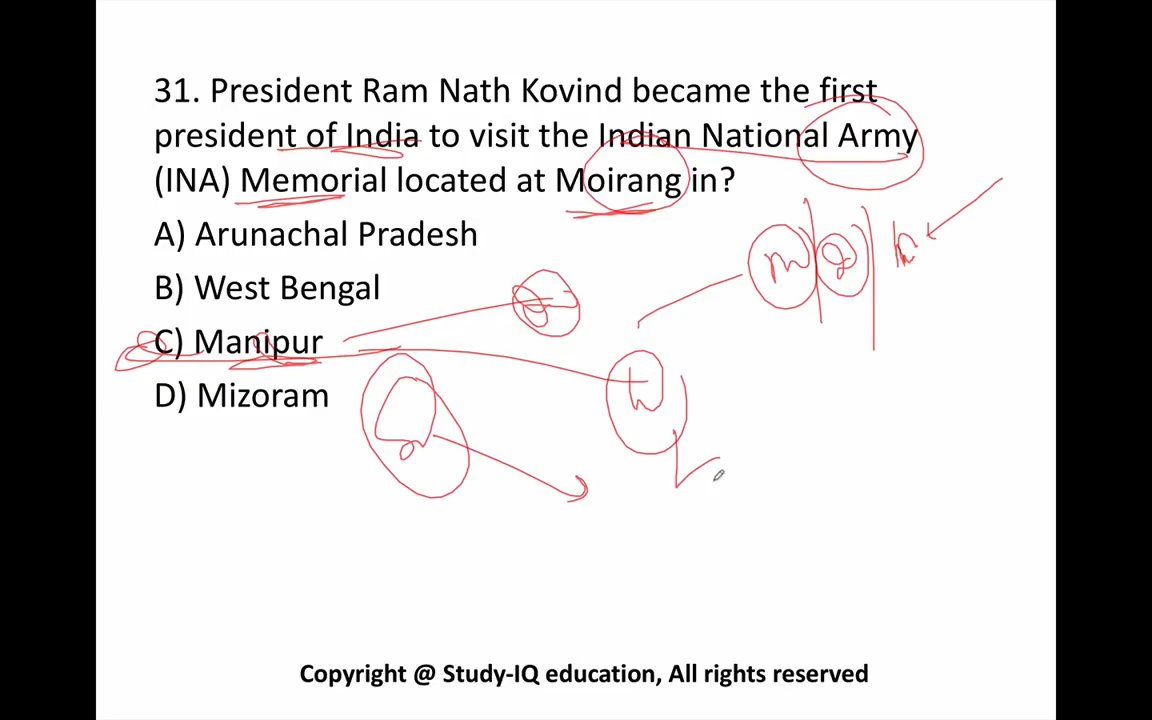 31. President Ram Nath Kovind became the first
president of India to visit the Indian National Army
(INA) Memorial located at Moirang in?
A) Arunachal Pradesh
B) West Bengal
C) Manipur
D) Mizoram
Copyright @ Study-IQ education, All rights reserved